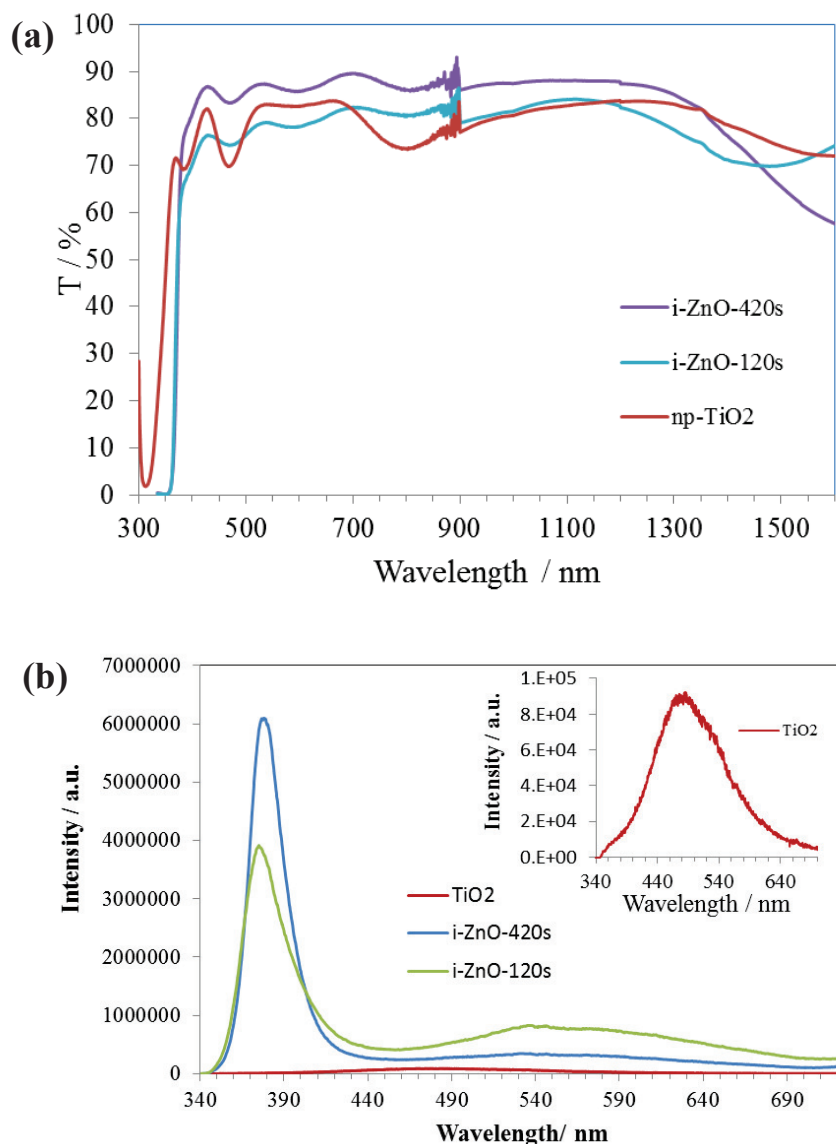 (a)
100
90
80
70
60
50
40
30
20
10
0
T / %
i-ZnO-420s
i-ZnO-120s
np-TiO2
300 500 700 900 1100 1300 1500
Wavelength / nm
(b)
7000000
6000000
5000000
4000000
3000000
2000000
1000000
0
Intensity / a.u.
TiO2
i-ZnO-420s
i-ZnO-120s
340 390 440 490 540 590 640 690
Wavelength/ nm
1.E+05
8.E+04
6.E+04
4.E+04
2.E+04
0.E+00
Intensity / a.u.
TiO2
340 440 540 640
Wavelength / nm